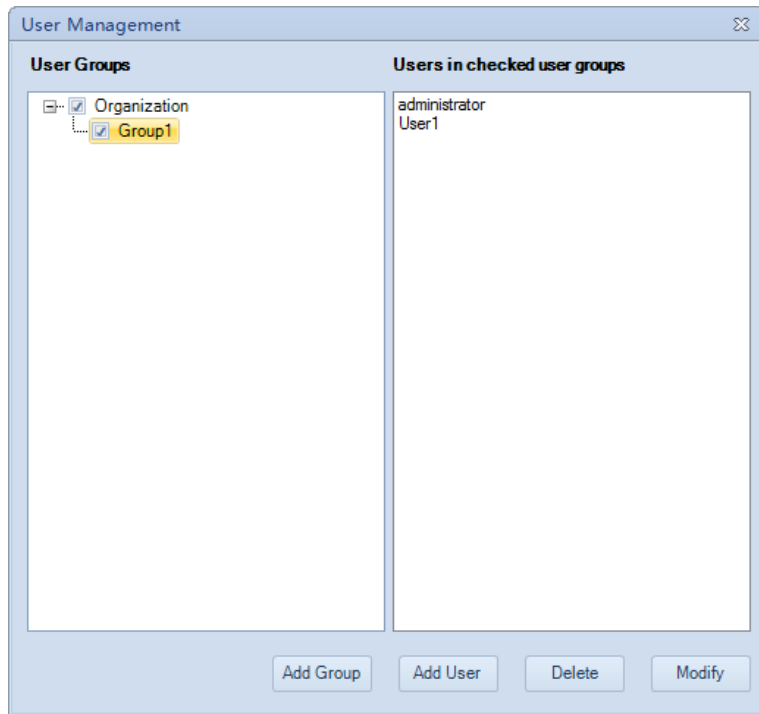 User Management
User Groups
Users in checked user groups
Organization
Group1
administrator
User1
Add Group
Add User
Delete
Modify